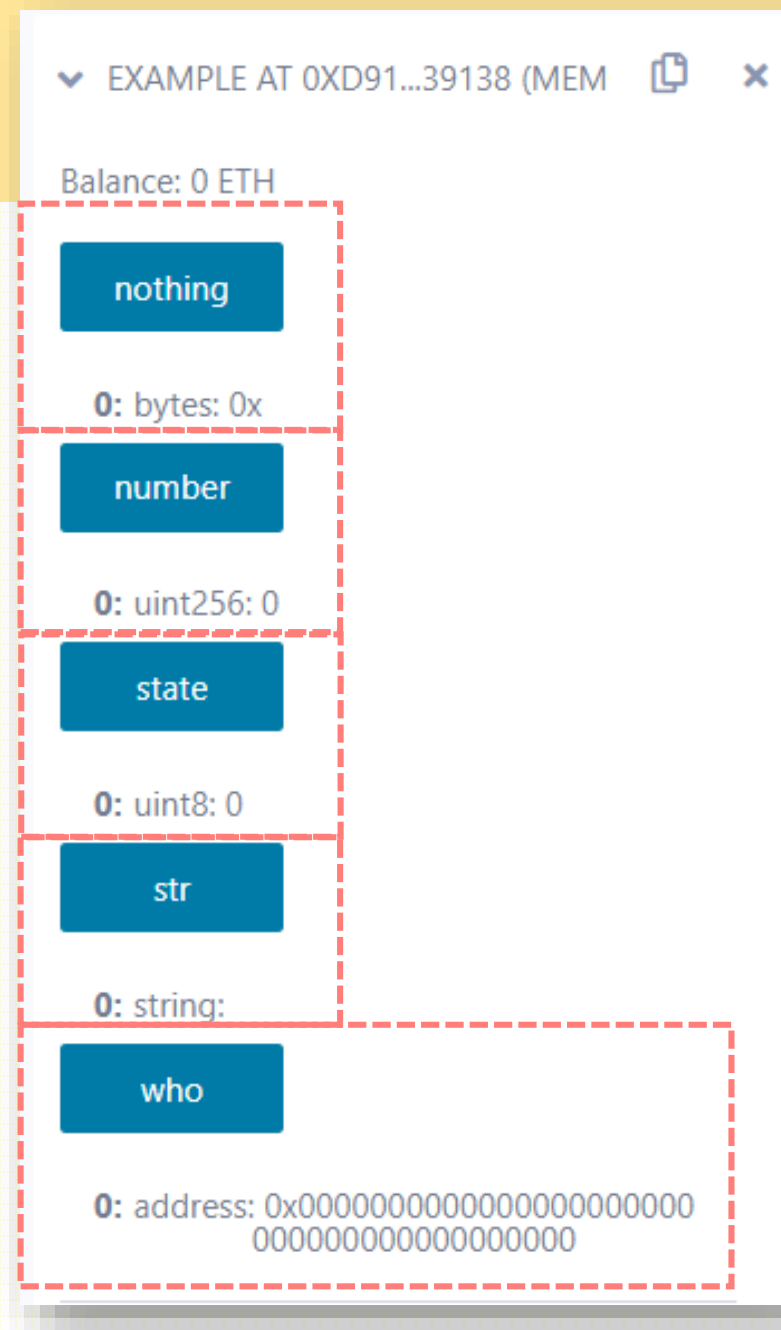 EXAMPLE AT 0XD91...39138 (MEM
Balance: 0 ETH
nothing
0: bytes: 0x
number
0: uint256: 0
state
0: uint8: 0
str
0: string:
who
0: address: 0x0000000000000000000000
000000000000000000